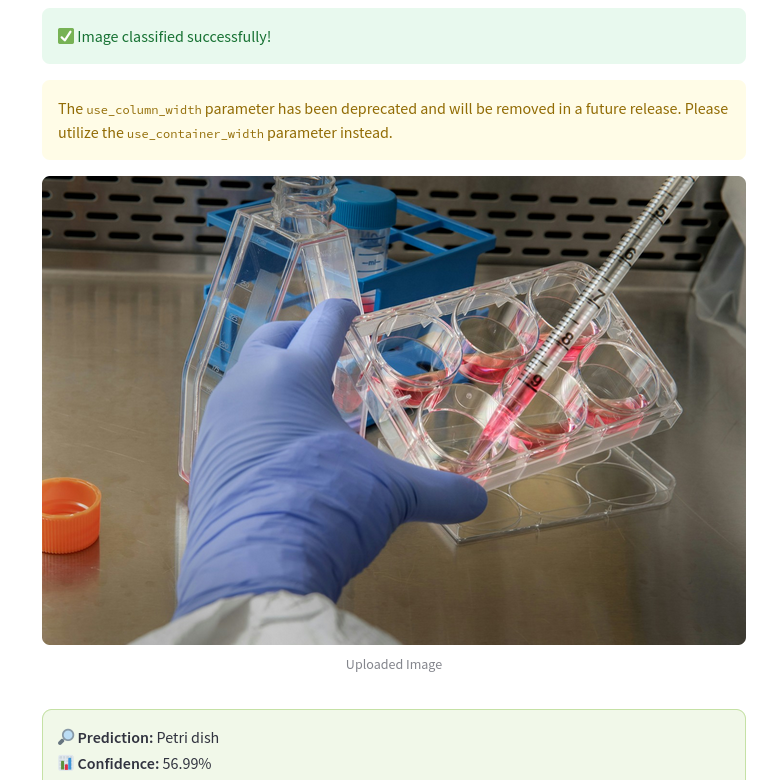 ✅ Image classified successfully!
The use_column_width parameter has been deprecated and will be removed in a future release. Please
utilize the use_container_width parameter instead.
5
6
7
8
9
Uploaded Image
🔎 Prediction: Petri dish
📊 Confidence: 56.99%